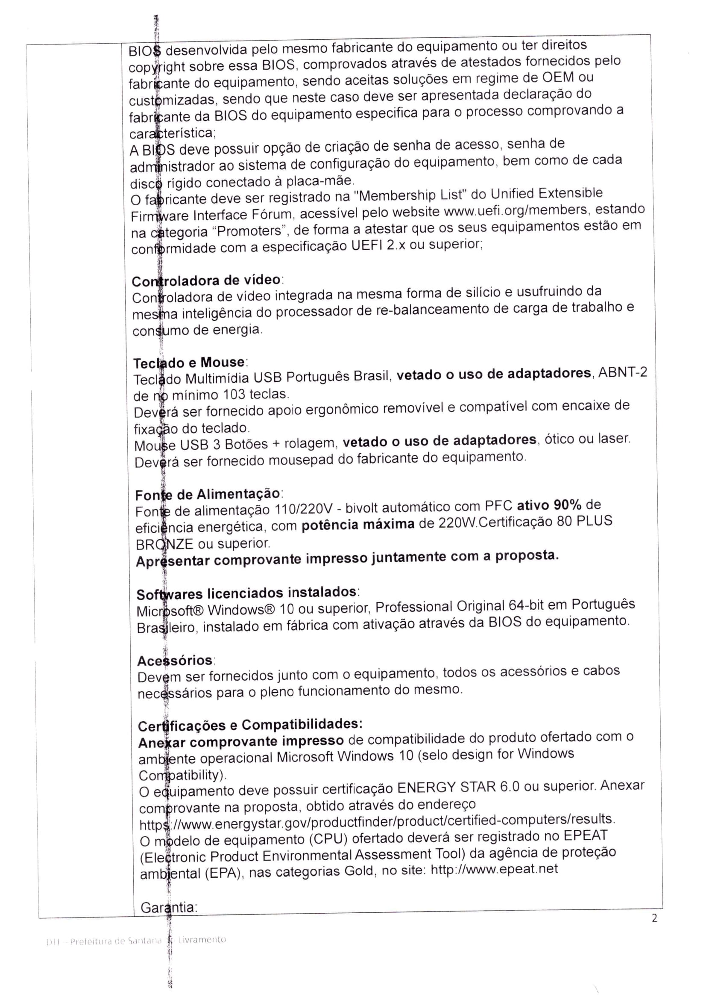 BIOS desenvolvida pelo mesmo fabricante do equipamento ou ter direitos
copyright sobre essa BIOS, comprovados através de atestados fornecidos pelo
fabricante do equipamento, sendo aceitas soluções em regime de OEM ou
customizadas, sendo que neste caso deve ser apresentada declaração do
fabricante da BIOS do equipamento especifica para o processo comprovando a
característica;
A BIOS deve possuir opção de criação de senha de acesso, senha de
administrador ao sistema de configuração do equipamento, bem como de cada
disco rígido conectado à placa-mãe.
O fabricante deve ser registrado na "Membership List" do Unified Extensible
Firmware Interface Fórum, acessível pelo website www.uefi.org/members, estando
na categoria “Promoters”, de forma a atestar que os seus equipamentos estão em
conformidade com a especificação UEFI 2.x ou superior;
Controladora de vídeo:
Controladora de vídeo integrada na mesma forma de silício e usufruindo da
mesma inteligência do processador de re-balanceamento de carga de trabalho e
consumo de energia.
Teclado e Mouse:
Teclado Multimídia USB Português Brasil, vetado o uso de adaptadores, ABNT-2
de no mínimo 103 teclas.
Deverá ser fornecido apoio ergonômico removível e compatível com encaixe de
fixação do teclado.
Mouse USB 3 Botões + rolagem, vetado o uso de adaptadores, ótico ou laser.
Deverá ser fornecido mousepad do fabricante do equipamento.
Fonte de Alimentação:
Fonte de alimentação 110/220V - bivolt automático com PFC ativo 90% de
eficiência energética, com potência máxima de 220W.Certificação 80 PLUS
BRONZE ou superior.
Apresentar comprovante impresso juntamente com a proposta.
Softwares licenciados instalados:
Microsoft® Windows® 10 ou superior, Professional Original 64-bit em Português
Brasileiro, instalado em fábrica com ativação através da BIOS do equipamento.
Acessórios:
Devem ser fornecidos junto com o equipamento, todos os acessórios e cabos
necessários para o pleno funcionamento do mesmo.
Certificações e Compatibilidades:
Anexar comprovante impresso de compatibilidade do produto ofertado com o
ambiente operacional Microsoft Windows 10 (selo design for Windows
Compatibility).
O equipamento deve possuir certificação ENERGY STAR 6.0 ou superior. Anexar
comprovante na proposta, obtido através do endereço
https://www.energystar.gov/productfinder/product/certified-computers/results.
O modelo de equipamento (CPU) ofertado deverá ser registrado no EPEAT
(Electronic Product Environmental Assessment Tool) da agência de proteção
ambiental (EPA), nas categorias Gold, no site: http://www.epeat.net
Garantia:
2
DTI – Prefeitura de Santana do Livramento